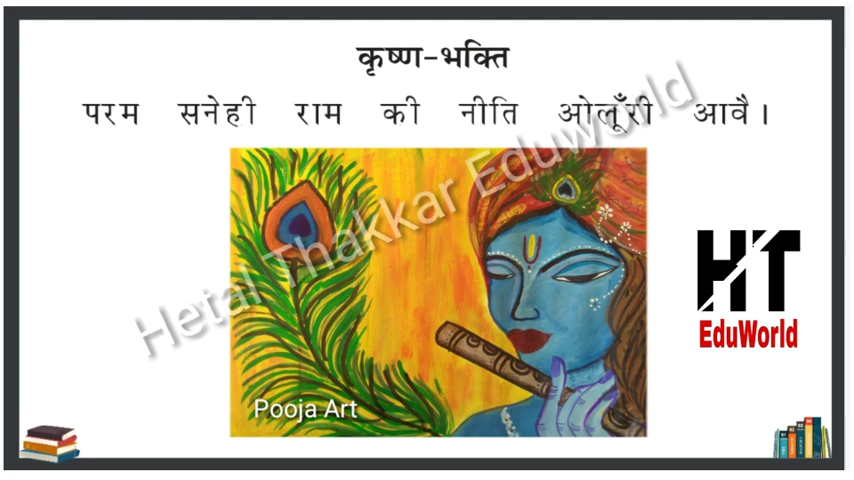 कृष्ण-भक्ति
परम सनेही राम की नीति ओलूँरी आवै।
Hetal Thakkar Eduworld
HT
EduWorld
Pooja Art